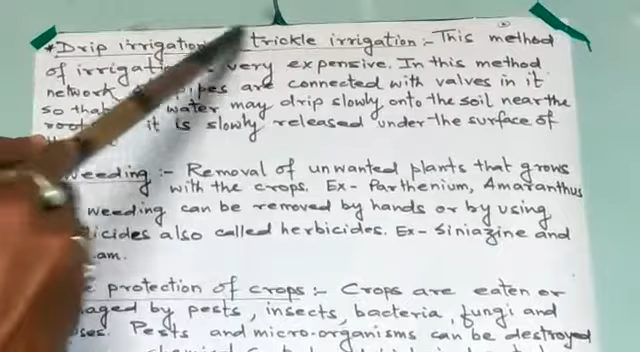 * Drip irrigation trickle irrigation :- This method
of irrigat very expensive. In this method
network pipes are connected with valves in it
so that water may drip slowly onto the soil near the
it is slowly released under the surface of
weeding :- Removal of unwanted plants that grows
with the crops. Ex - Parthenium, Amaranthus
weeding can be removed by hands or by using
icides also called herbicides. Ex - Siniazine and
am.
protection of crops :- Crops are eaten or
aged by pests, insects, bacteria, fungi and
ses. Pests and micro-organisms can be destroyed